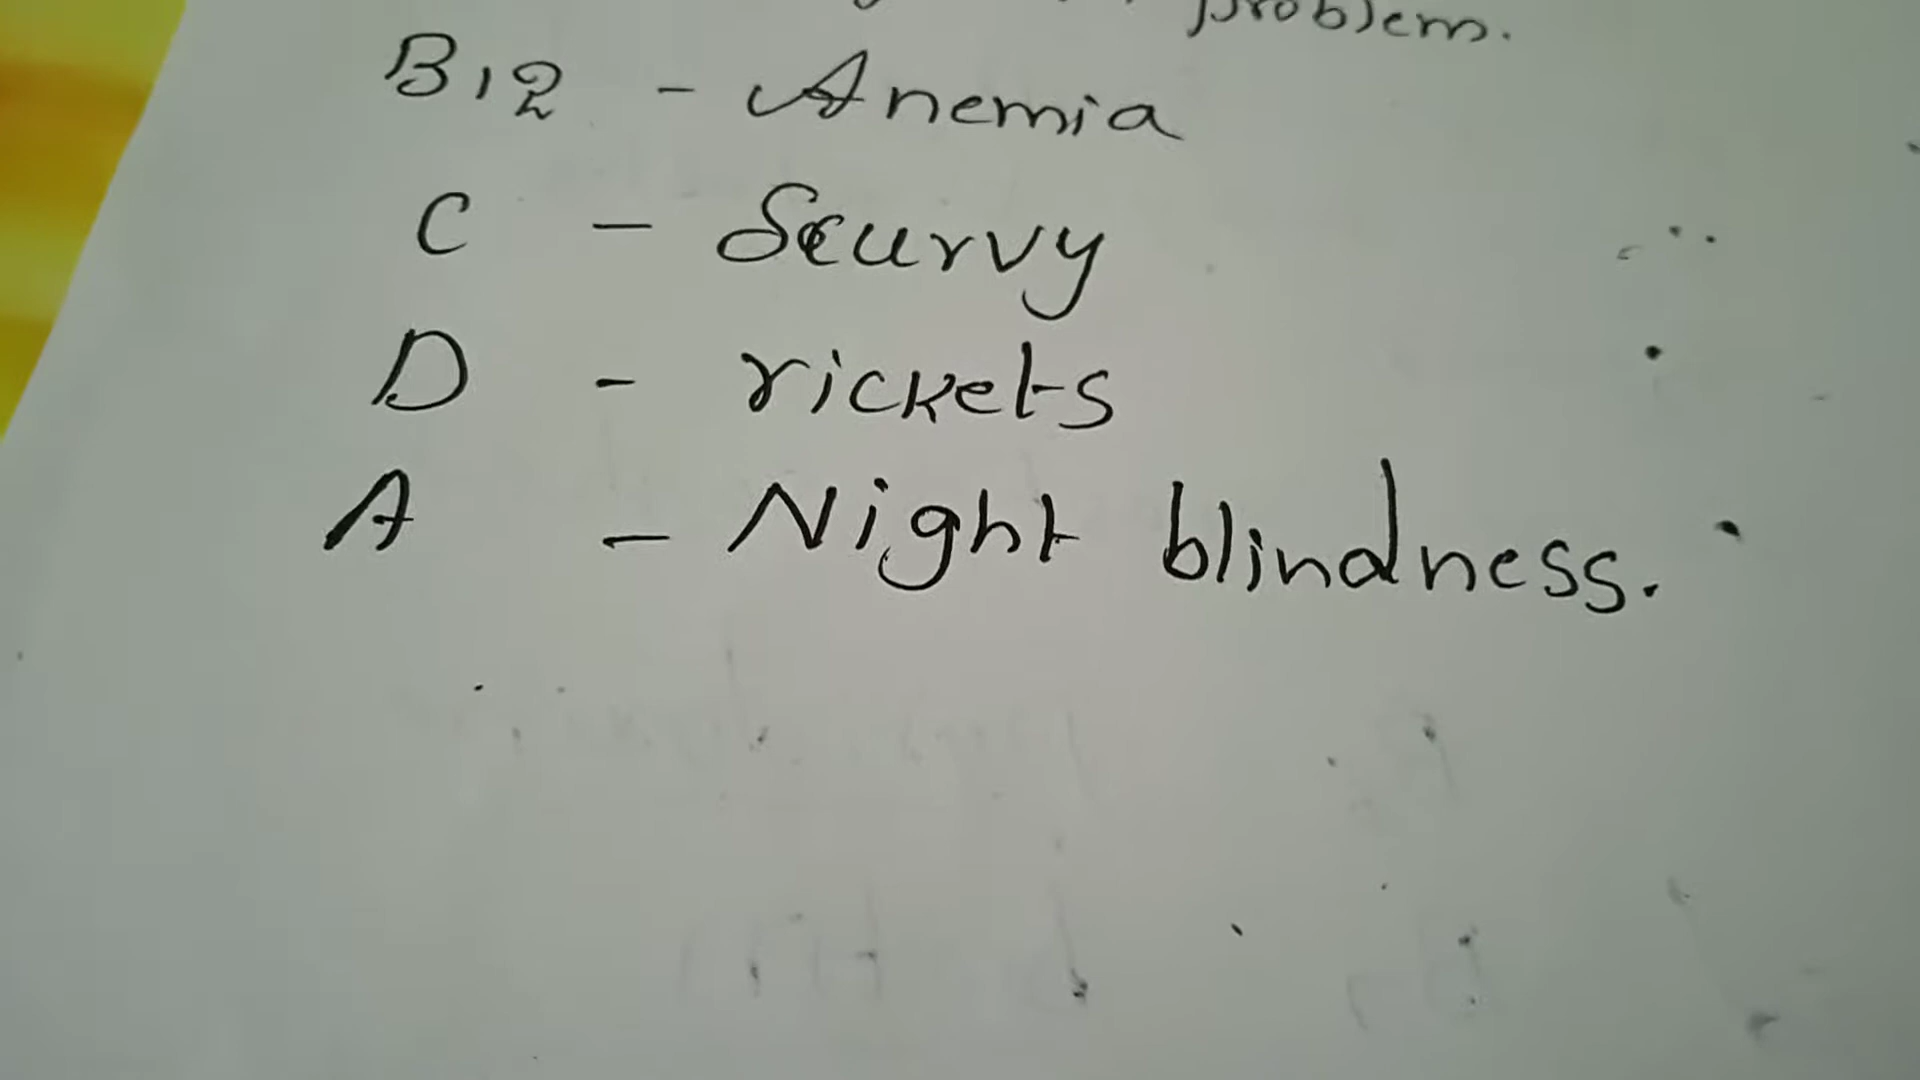 problem.
B12 - Anemia
C - Scurvy
D - rickets
A - Night blindness.